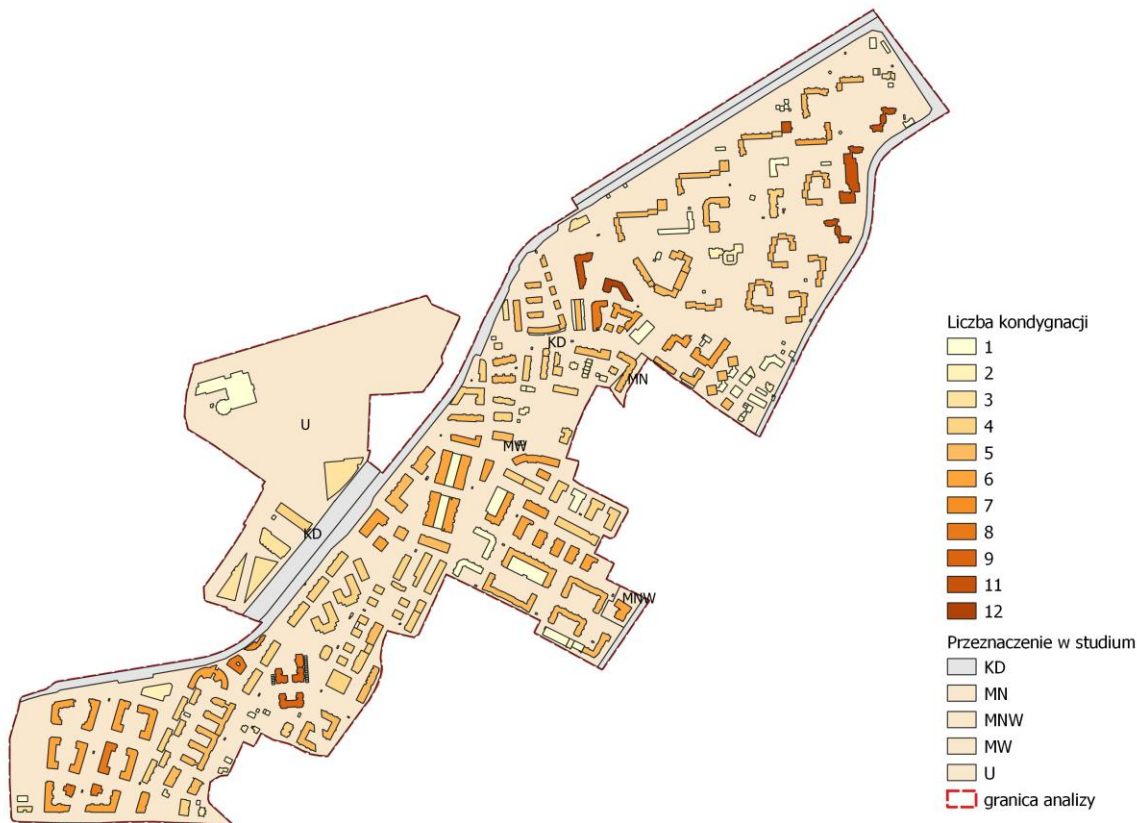 KD
MN
U
MW
KD
MNW
Liczba kondygnacji
1
2
3
4
5
6
7
8
9
11
12
Przeznaczenie w studium
KD
MN
MNW
MW
U
granica analizy